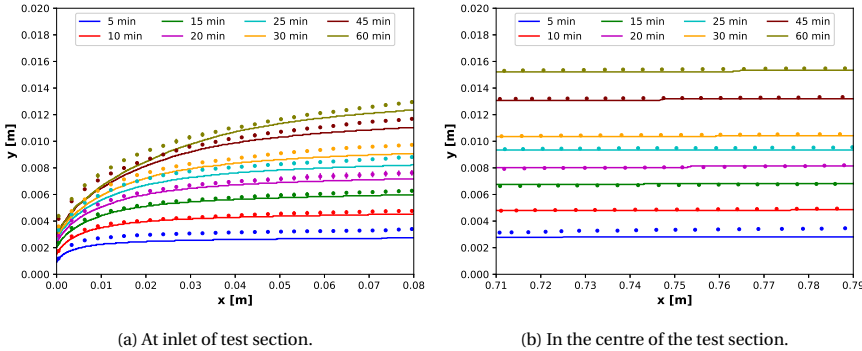 0.020
0.018
0.016
0.014
0.012
0.010
0.008
0.006
0.004
0.002
0.000
y [m]
5 min 15 min 25 min 45 min
10 min 20 min 30 min 60 min
0.00 0.01 0.02 0.03 0.04 0.05 0.06 0.07 0.08
x [m]
(a) At inlet of test section.
0.020
0.018
0.016
0.014
0.012
0.010
0.008
0.006
0.004
0.002
0.000
y [m]
5 min 15 min 25 min 45 min
10 min 20 min 30 min 60 min
0.71 0.72 0.73 0.74 0.75 0.76 0.77 0.78 0.79
x [m]
(b) In the centre of the test section.